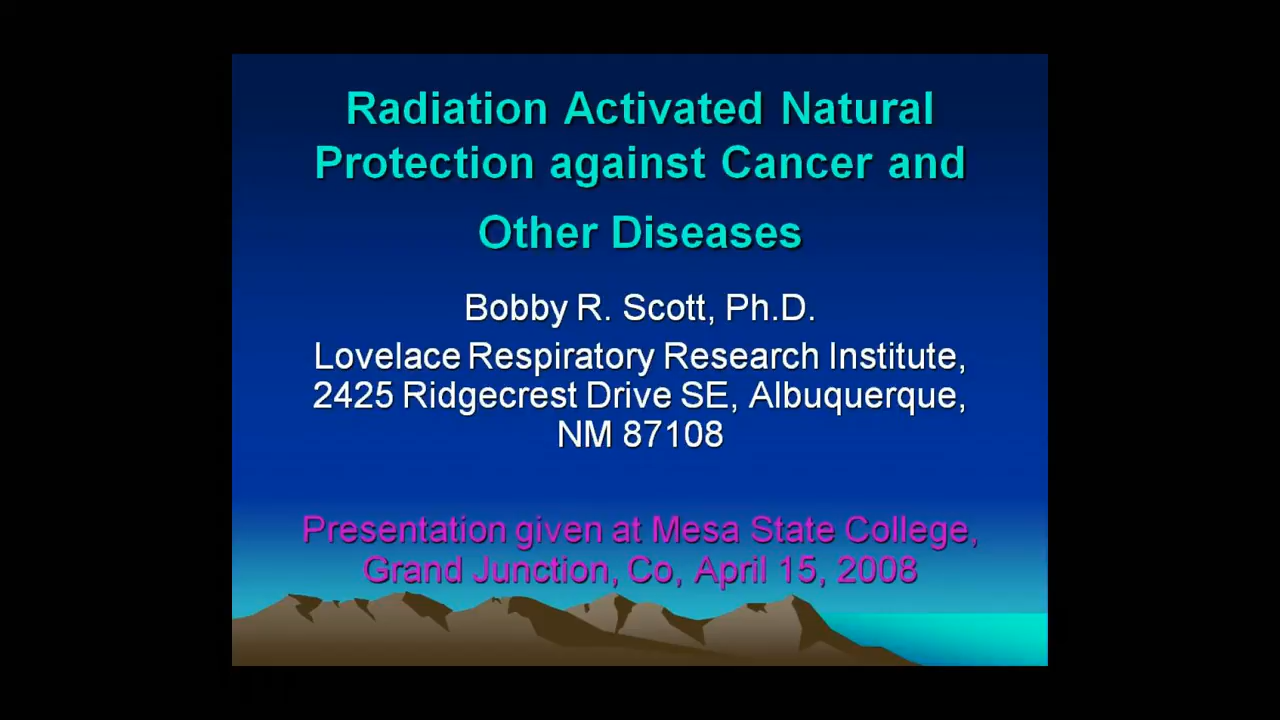 Radiation Activated Natural
Protection against Cancer and
Other Diseases
Bobby R. Scott, Ph.D.
Lovelace Respiratory Research Institute,
2425 Ridgecrest Drive SE, Albuquerque,
NM 87108
Presentation given at Mesa State College,
Grand Junction, Co, April 15, 2008